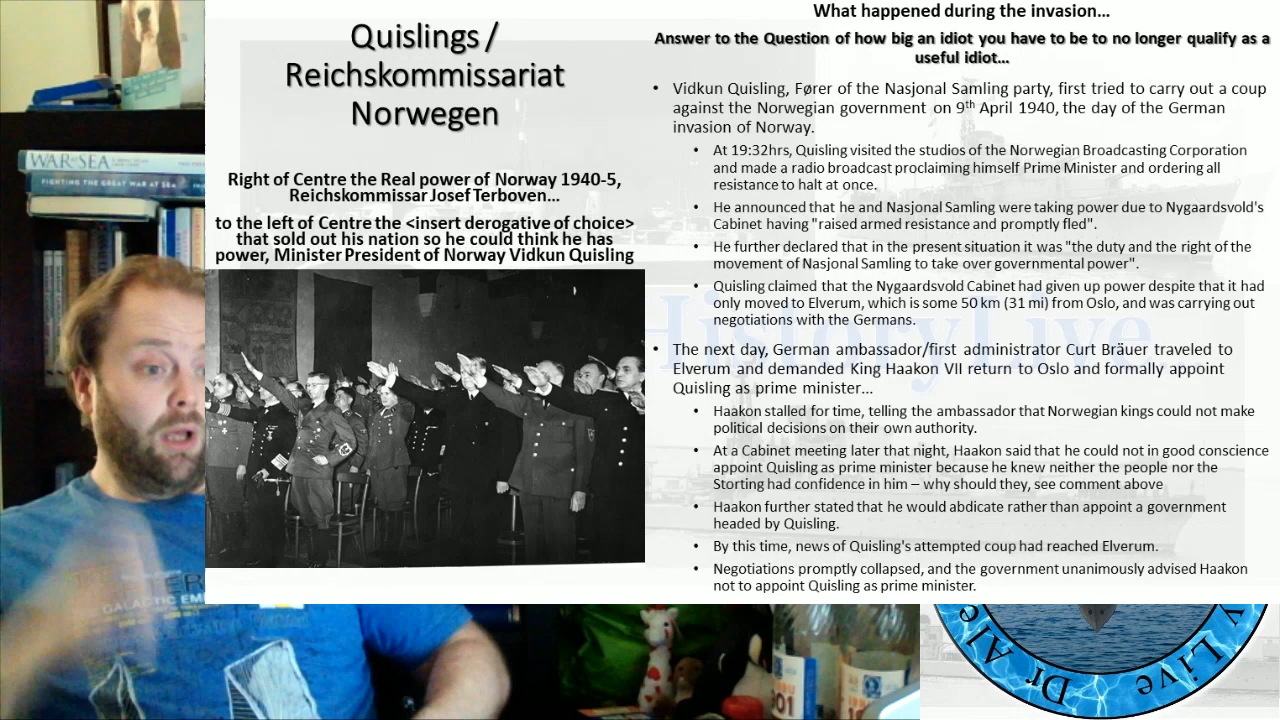 Quislings /
Reichskommissariat
Norwegen
Right of Centre the Real power of Norway 1940-5,
Reichskommissar Josef Terboven...
to the left of Centre the <insert derogative of choice>
that sold out his nation so he could think he has
power, Minister President of Norway Vidkun Quisling
What happened during the invasion...
Answer to the Question of how big an idiot you have to be to no longer qualify as a
useful idiot...
• Vidkun Quisling, Fører of the Nasjonal Samling party, first tried to carry out a coup
against the Norwegian government on 9th April 1940, the day of the German
invasion of Norway.
• At 19:32hrs, Quisling visited the studios of the Norwegian Broadcasting Corporation
and made a radio broadcast proclaiming himself Prime Minister and ordering all
resistance to halt at once.
• He announced that he and Nasjonal Samling were taking power due to Nygaardsvold's
Cabinet having "raised armed resistance and promptly fled".
• He further declared that in the present situation it was "the duty and the right of the
movement of Nasjonal Samling to take over governmental power".
• Quisling claimed that the Nygaardsvold Cabinet had given up power despite that it had
only moved to Elverum, which is some 50 km (31 mi) from Oslo, and was carrying out
negotiations with the Germans.
• The next day, German ambassador/first administrator Curt Bräuer traveled to
Elverum and demanded King Haakon VII return to Oslo and formally appoint
Quisling as prime minister...
• Haakon stalled for time, telling the ambassador that Norwegian kings could not make
political decisions on their own authority.
• At a Cabinet meeting later that night, Haakon said that he could not in good conscience
appoint Quisling as prime minister because he knew neither the people nor the
Storting had confidence in him – why should they, see comment above
• Haakon further stated that he would abdicate rather than appoint a government
headed by Quisling.
• By this time, news of Quisling's attempted coup had reached Elverum.
• Negotiations promptly collapsed, and the government unanimously advised Haakon
not to appoint Quisling as prime minister.
HistoryLive
WAR AT SEA
FIGHTING THE GREAT WAR AT SEA
GALACTIC EM
Dr Ale
y Live